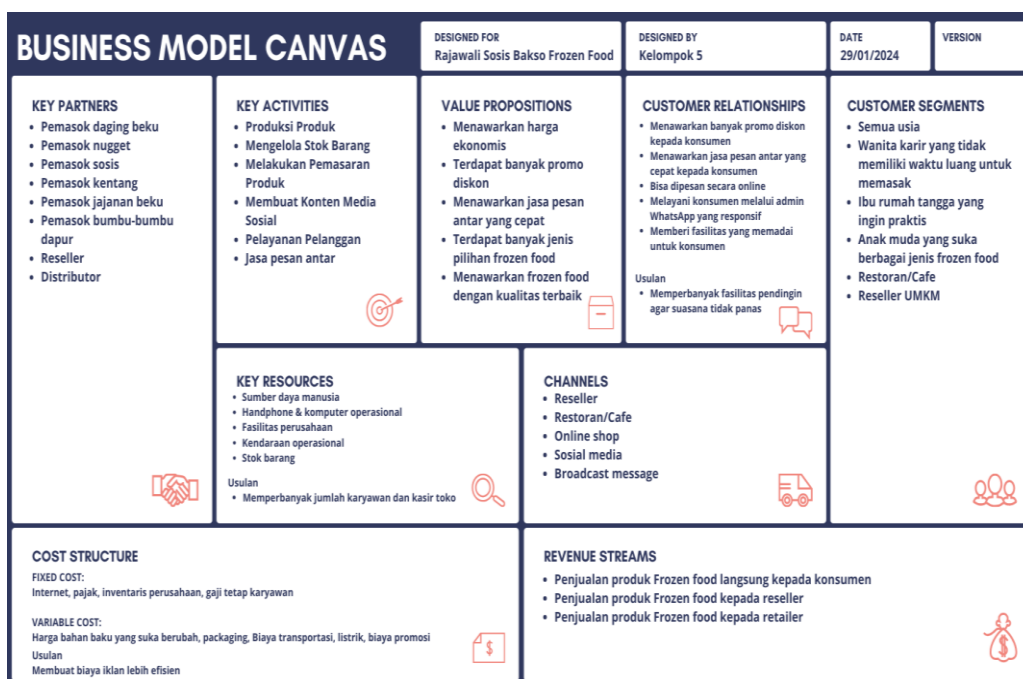 BUSINESS MODEL CANVAS
DESIGNED FOR
Rajawali Sosis Bakso Frozen Food
DESIGNED BY
Kelompok 5
DATE
29/01/2024
VERSION
KEY PARTNERS
• Pemasok daging beku
• Pemasok nugget
• Pemasok sosis
• Pemasok kentang
• Pemasok jajanan beku
• Pemasok bumbu-bumbu
dapur
• Reseller
• Distributor
KEY ACTIVITIES
• Produksi Produk
• Mengelola Stok Barang
• Melakukan Pemasaran
Produk
• Membuat Konten Media
Sosial
• Pelayanan Pelanggan
• Jasa pesan antar
VALUE PROPOSITIONS
• Menawarkan harga
ekonomis
• Terdapat banyak promo
diskon
• Menawarkan jasa pesan
antar yang cepat
• Terdapat banyak jenis
pilihan frozen food
• Menawarkan frozen food
dengan kualitas terbaik
CUSTOMER RELATIONSHIPS
• Menawarkan banyak promo diskon
kepada konsumen
• Menawarkan jasa pesan antar yang
cepat kepada konsumen
• Bisa dipesan secara online
• Melayani konsumen melalui admin
WhatsApp yang responsif
• Memberi fasilitas yang memadai
untuk konsumen
Usulan
• Memperbanyak fasilitas pendingin
agar suasana tidak panas
CUSTOMER SEGMENTS
• Semua usia
• Wanita karir yang tidak
memiliki waktu luang untuk
memasak
• Ibu rumah tangga yang
ingin praktis
• Anak muda yang suka
berbagai jenis frozen food
• Restoran/Cafe
• Reseller UMKM
KEY RESOURCES
• Sumber daya manusia
• Handphone & komputer operasional
• Fasilitas perusahaan
• Kendaraan operasional
• Stok barang
Usulan
• Memperbanyak jumlah karyawan dan kasir toko
CHANNELS
• Reseller
• Restoran/Cafe
• Online shop
• Sosial media
• Broadcast message
COST STRUCTURE
FIXED COST:
Internet, pajak, inventaris perusahaan, gaji tetap karyawan
VARIABLE COST:
Harga bahan baku yang suka berubah, packaging, Biaya transportasi, listrik, biaya promosi
Usulan
Membuat biaya iklan lebih efisien
$
REVENUE STREAMS
• Penjualan produk Frozen food langsung kepada konsumen
• Penjualan produk Frozen food kepada reseller
• Penjualan produk Frozen food kepada retailer
$